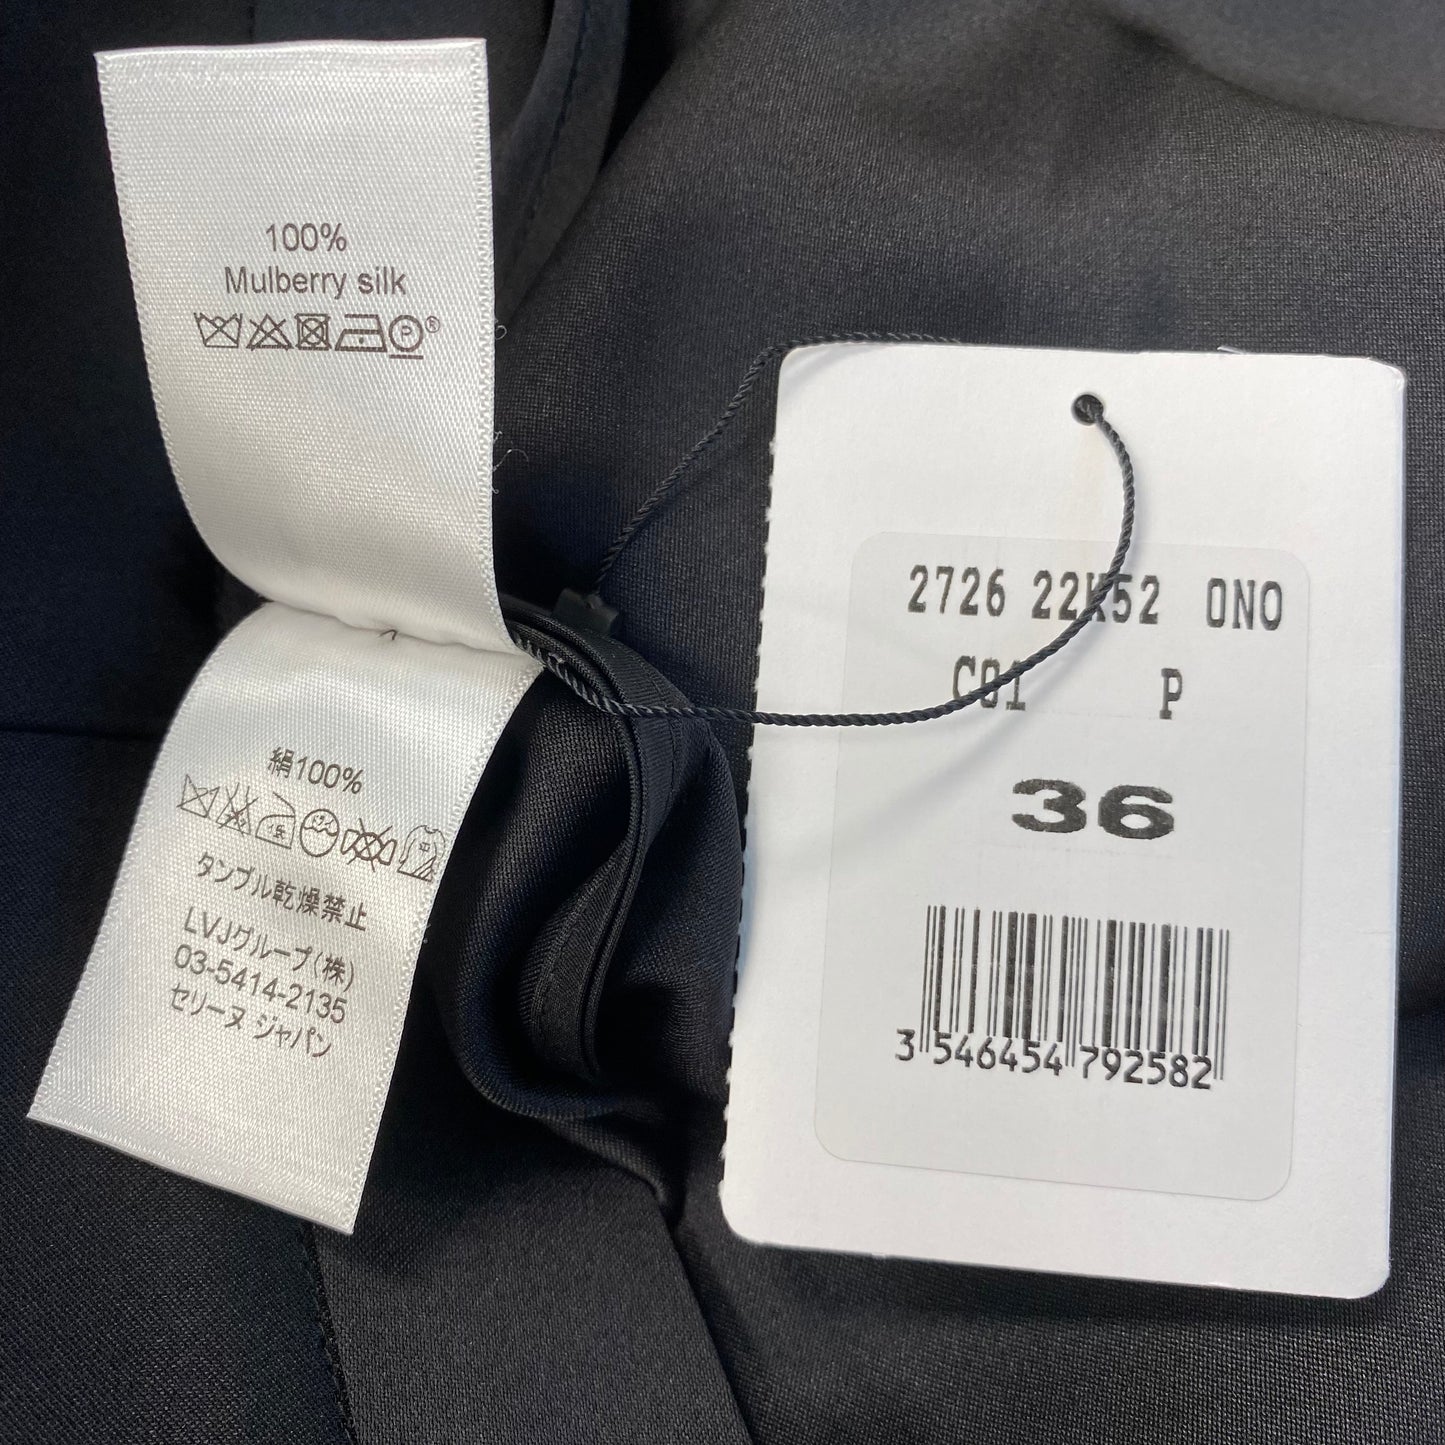 100%
Mulberry silk
P ®
絹100%
タンブル乾燥禁止
LVJグループ(株)
03-5414-2135
セリーヌ ジャパン
2726 22K52 0NO
C01 P
36
3 546454 792582